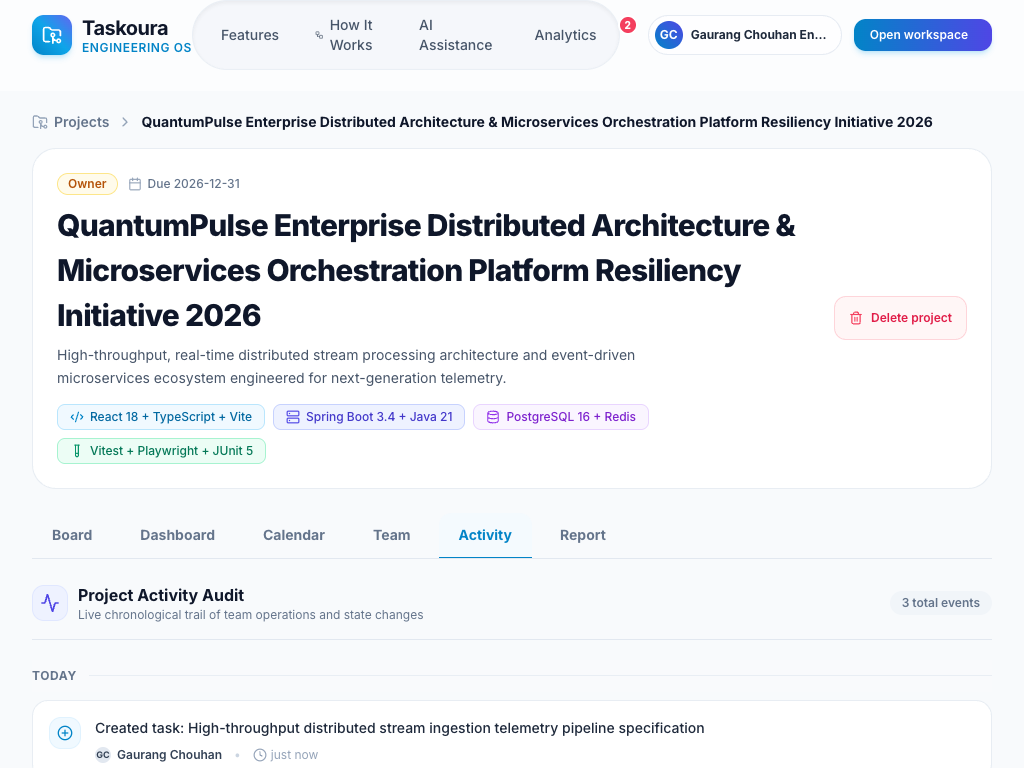 Taskoura
ENGINEERING OS
Features
How It
Works
AI
Assistance
Analytics
2
GC
Gaurang Chouhan En...
Open workspace
Projects
QuantumPulse Enterprise Distributed Architecture & Microservices Orchestration Platform Resiliency Initiative 2026
Owner
Due 2026-12-31
QuantumPulse Enterprise Distributed Architecture &
Microservices Orchestration Platform Resiliency
Initiative 2026
Delete project
High-throughput, real-time distributed stream processing architecture and event-driven
microservices ecosystem engineered for next-generation telemetry.
React 18 + TypeScript + Vite
Spring Boot 3.4 + Java 21
PostgreSQL 16 + Redis
Vitest + Playwright + JUnit 5
Board
Dashboard
Calendar
Team
Activity
Report
Project Activity Audit
Live chronological trail of team operations and state changes
3 total events
TODAY
Created task: High-throughput distributed stream ingestion telemetry pipeline specification
GC
Gaurang Chouhan
just now